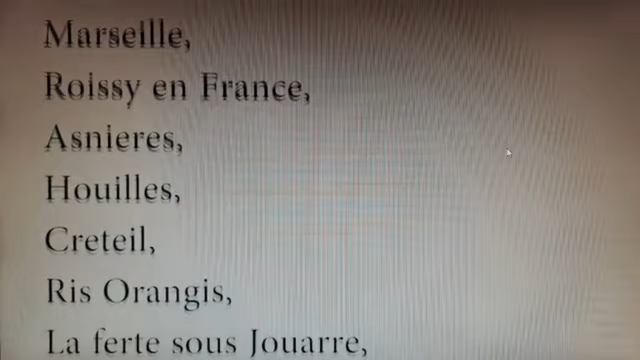 Marseille,
Roissy en France,
Asnieres,
Houilles,
Creteil,
Ris Orangis,
La ferte sous Jouarre,